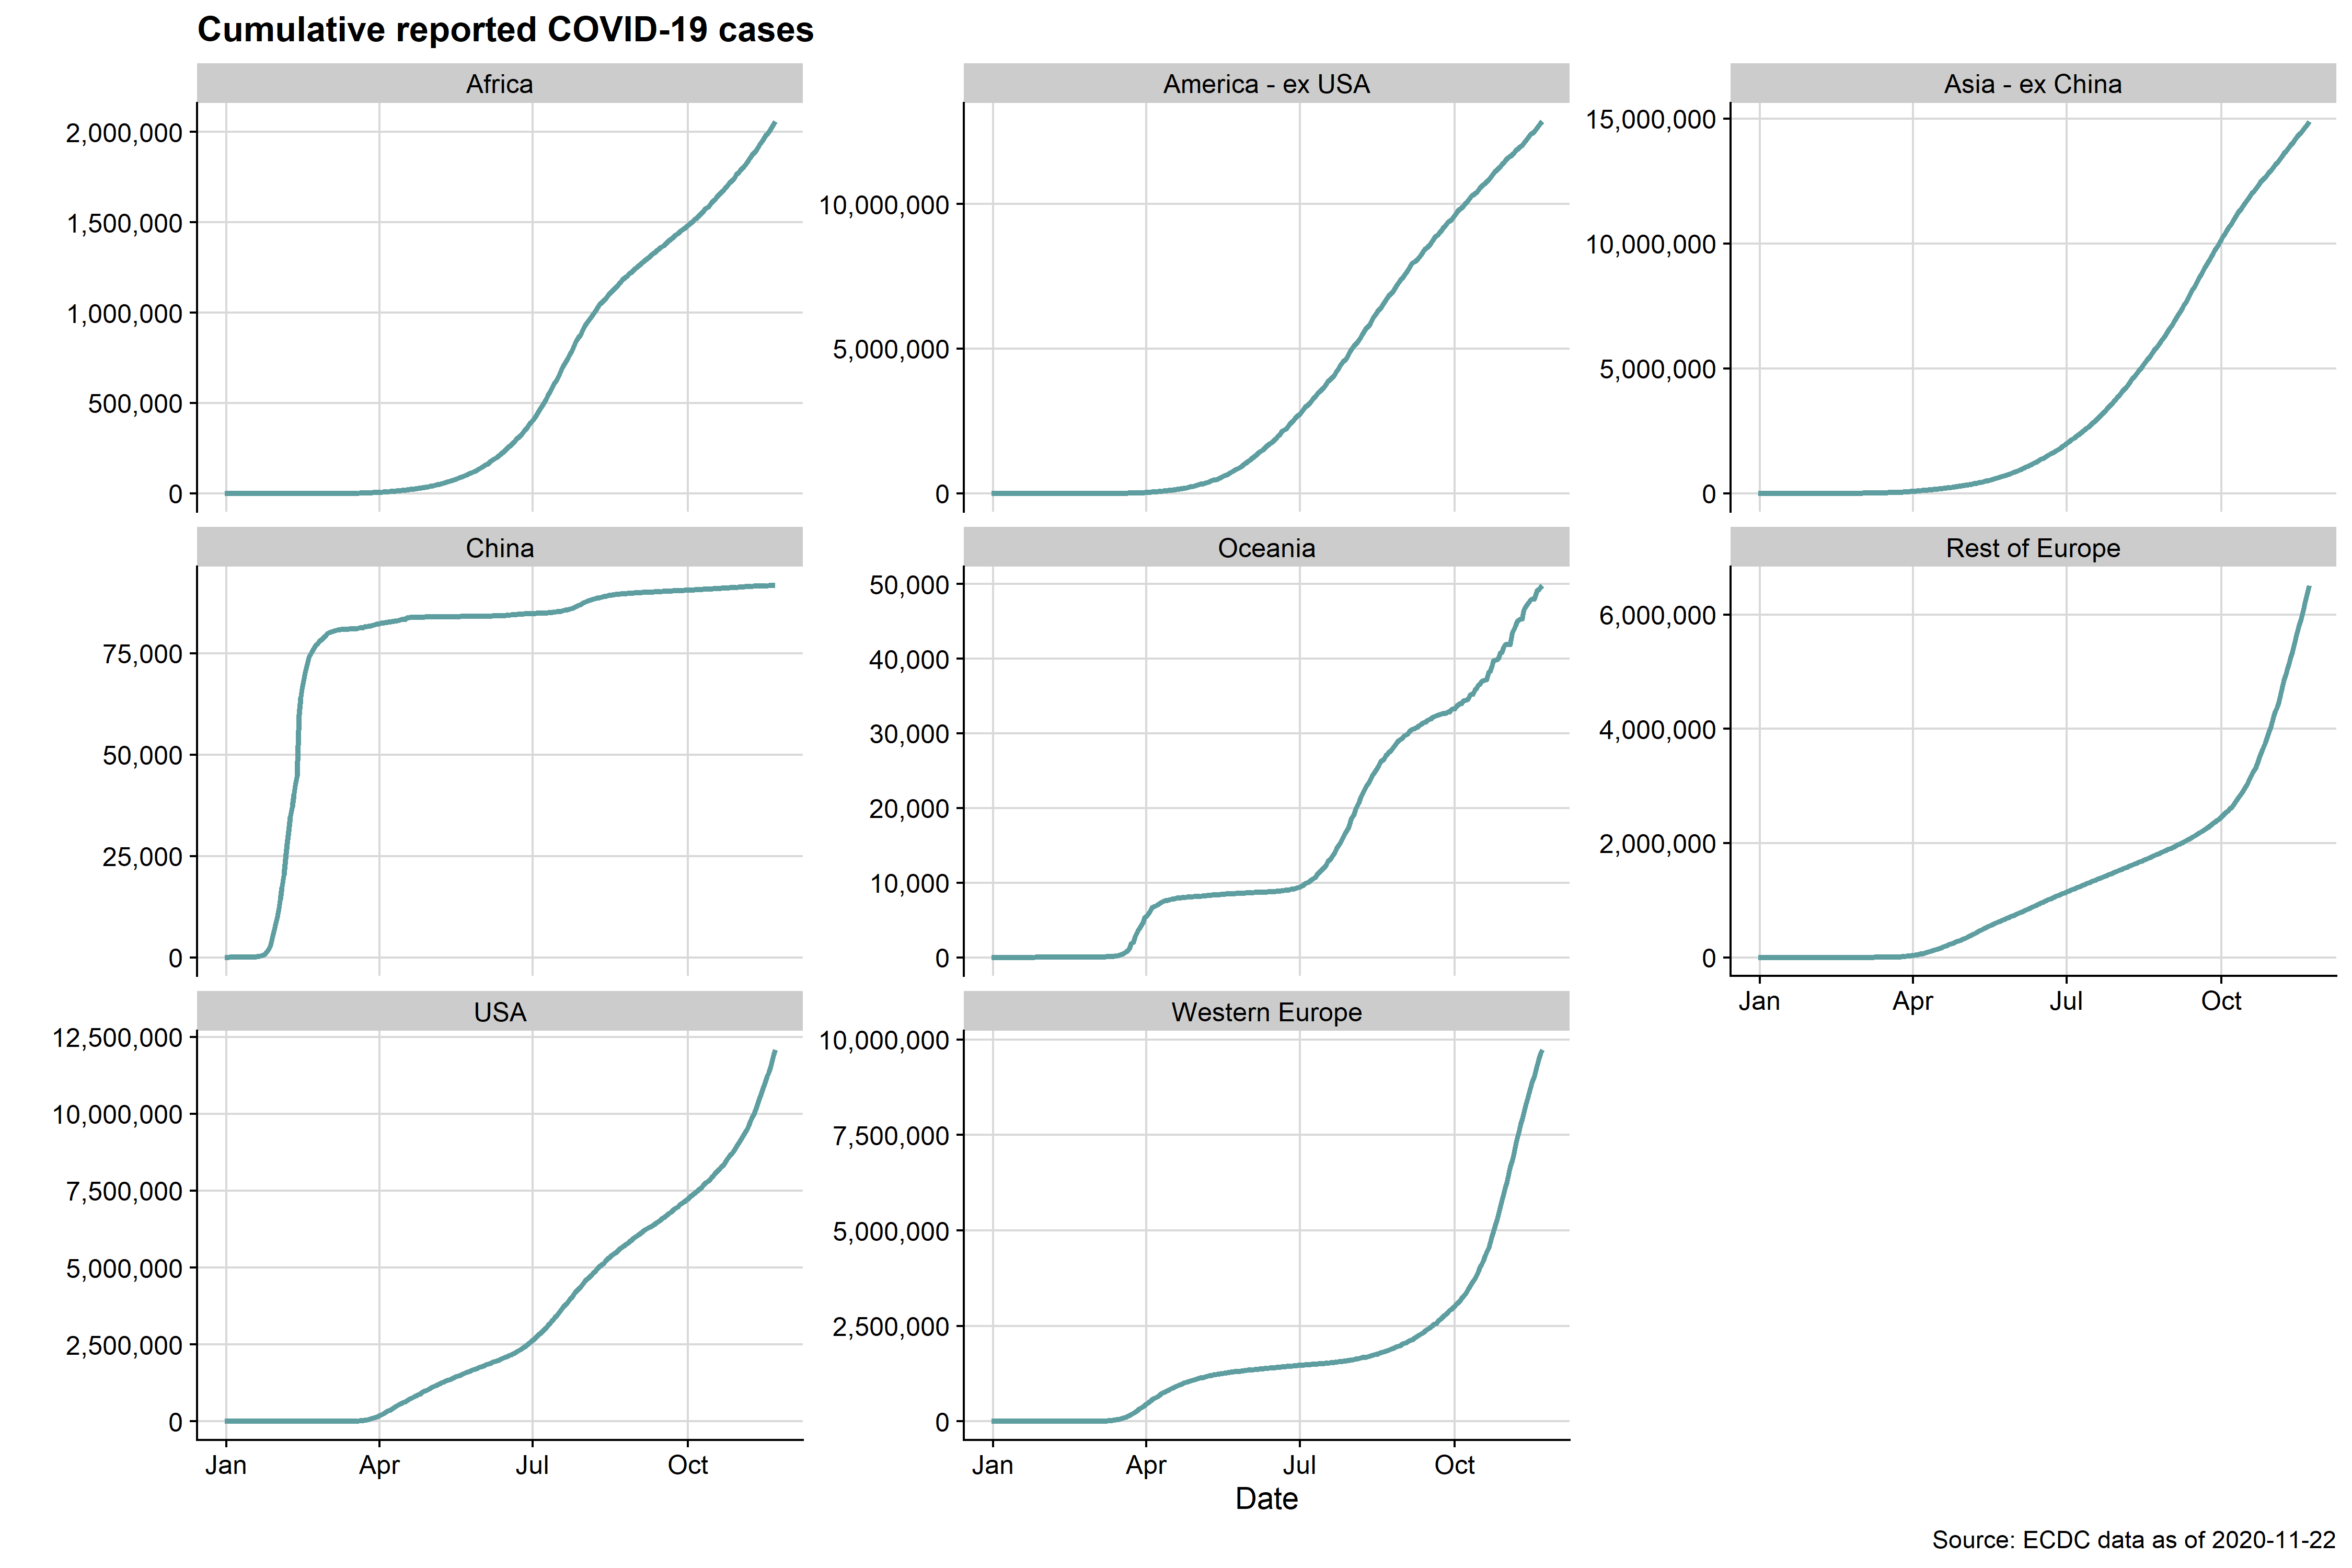 Cumulative reported COVID-19 cases
Africa
2,000,000
1,500,000
1,000,000
500,000
0
America - ex USA
10,000,000
5,000,000
0
Asia - ex China
15,000,000
10,000,000
5,000,000
0
China
75,000
50,000
25,000
0
Oceania
50,000
40,000
30,000
20,000
10,000
0
Rest of Europe
6,000,000
4,000,000
2,000,000
0
Jan Apr Jul Oct
USA
12,500,000
10,000,000
7,500,000
5,000,000
2,500,000
0
Jan Apr Jul Oct
Western Europe
10,000,000
7,500,000
5,000,000
2,500,000
0
Jan Apr Jul Oct
Date
Source: ECDC data as of 2020-11-22